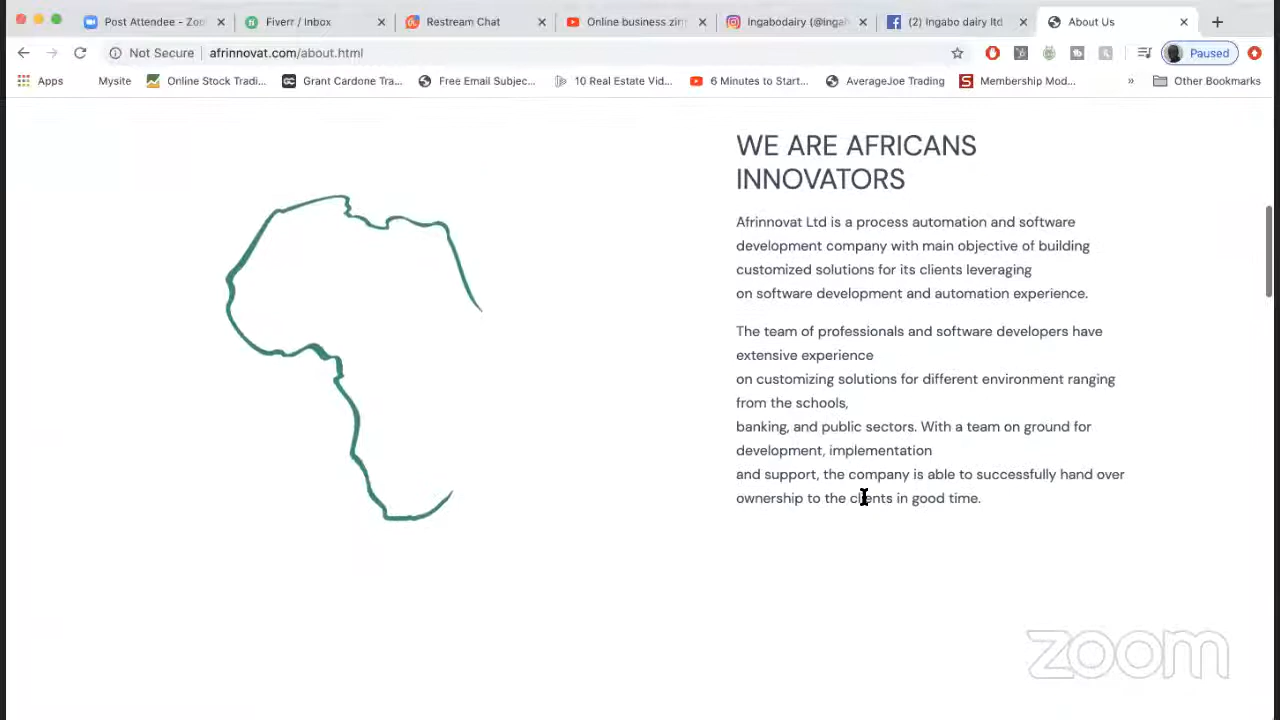 Post Attendee - Zoo
Fiverr / Inbox
Restream Chat
Online business zin
Ingabodairy (@ingab
(2) Ingabo dairy ltd
About Us
Not Secure
afrinnovat.com/about.html
Paused
Apps
Mysite
Online Stock Tradi...
Grant Cardone Tra...
Free Email Subjec...
10 Real Estate Vid...
6 Minutes to Start...
AverageJoe Trading
Membership Mod...
»
Other Bookmarks
WE ARE AFRICANS
INNOVATORS
Afrinnovat Ltd is a process automation and software
development company with main objective of building
customized solutions for its clients leveraging
on software development and automation experience.
The team of professionals and software developers have
extensive experience
on customizing solutions for different environment ranging
from the schools,
banking, and public sectors. With a team on ground for
development, implementation
and support, the company is able to successfully hand over
ownership to the clients in good time.
zoom